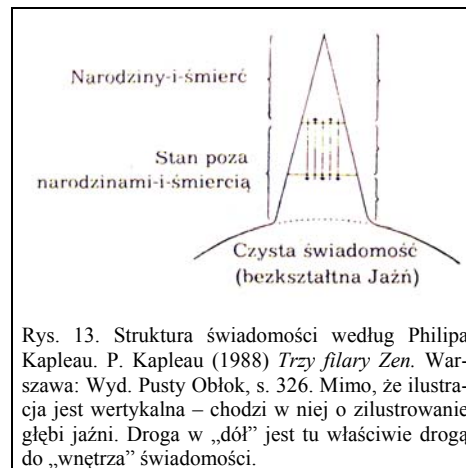 Narodziny-i-śmierć
Stan poza
narodzinami-i-śmiercią
Czysta świadomość
(bezkształtna Jaźń)
Rys. 13. Struktura świadomości według Philipa
Kapleau. P. Kapleau (1988) Trzy filary Zen. War-
szawa: Wyd. Pusty Obłok, s. 326. Mimo, że ilustra-
cja jest wertykalna – chodzi w niej o zilustrowanie
głębi jaźni. Droga w „dół” jest tu właściwie drogą
do „wnętrza” świadomości.